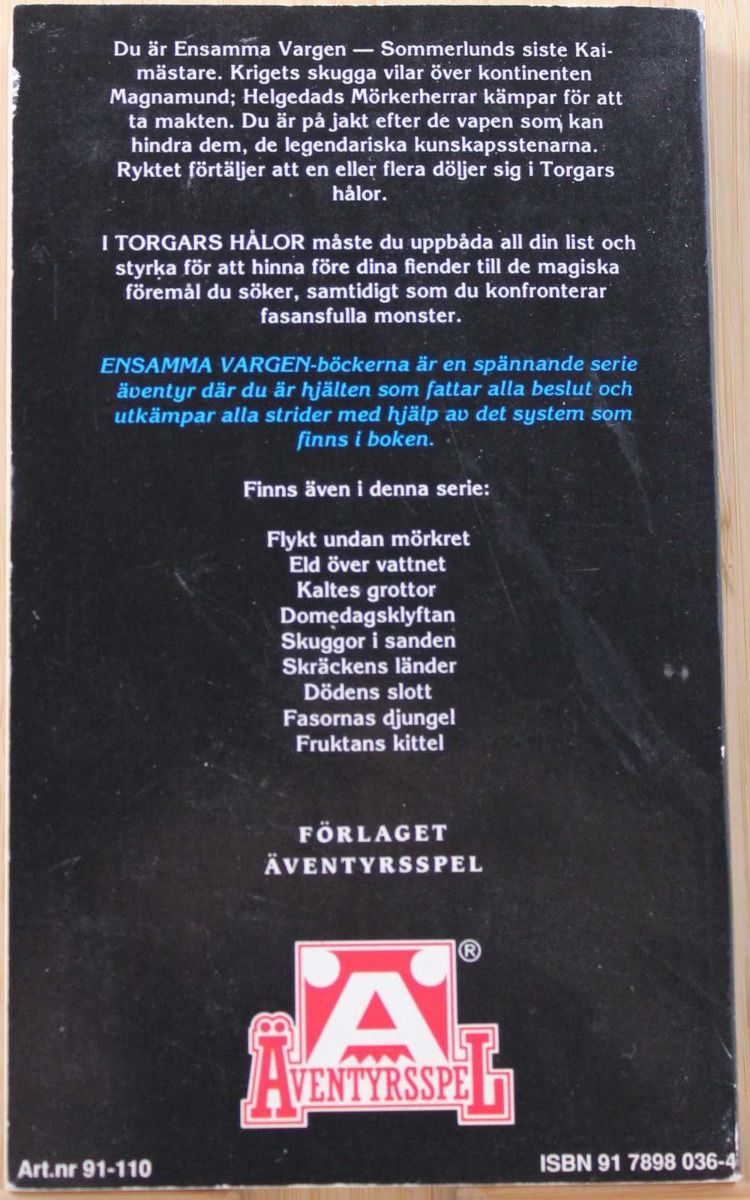 Du är Ensamma Vargen — Sommerlunds siste Kai-
mästare. Krigets skugga vilar över kontinenten
Magnamund; Helgedads Mörkerherrar kämpar för att
ta makten. Du är på jakt efter de vapen som kan
hindra dem, de legendariska kunskapsstenarna.
Ryktet förtäljer att en eller flera döljer sig i Torgars
hålor.
I TORGARS HÅLOR måste du uppbåda all din list och
styrka för att hinna före dina fiender till de magiska
föremål du söker, samtidigt som du konfronterar
fasansfulla monster.
ENSAMMA VARGEN-böckerna är en spännande serie
äventyr där du är hjälten som fattar alla beslut och
utkämpar alla strider med hjälp av det system som
finns i boken.
Finns även i denna serie:
Flykt undan mörkret
Eld över vattnet
Kaltes grottor
Domedagsklyftan
Skuggor i sanden
Skräckens länder
Dödens slott
Fasornas djungel
Fruktans kittel
FÖRLAGET
ÄVENTYRSSPEL
Ä ®
ÄVENTYRSSPEL
Art.nr 91-110
ISBN 91 7898 036-4